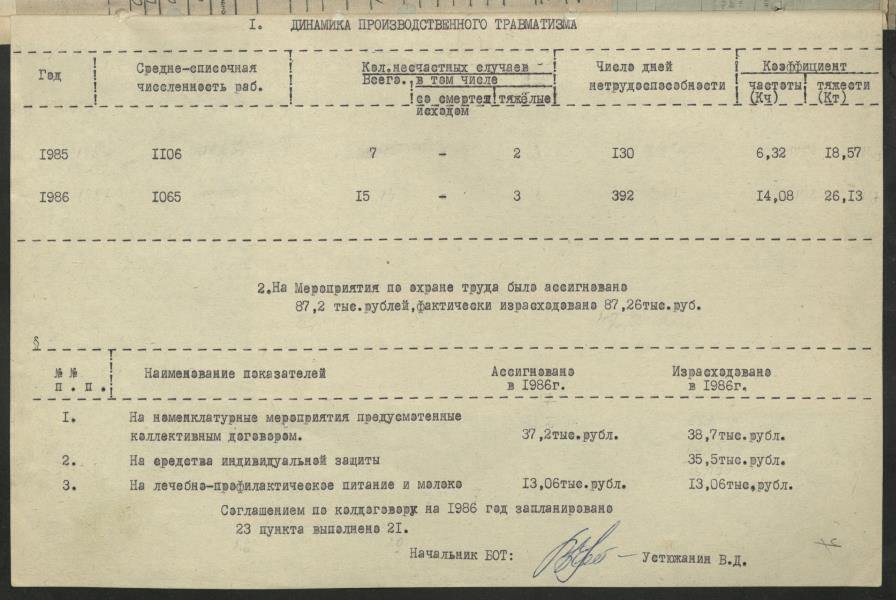 I. ДИНАМИКА ПРОИЗВОДСТВЕННОГО ТРАВМАТИЗМА
Год Средне-списочная Кол.несчастных случаев Число дней Коэффициент
чиссленность раб. Всего. в том числе нетрудоспособности частоты тяжести
со смертея тяжёлые (Кч) (Кт)
исходом
I985 II06 7 - 2 I30 6,32 I8,57
I986 I065 I5 - 3 392 I4,08 26,I3
2.На Мероприятия по охране труда было ассигновано
87,2 тыс.рублей,фактически израсходовано 87,26тыс.руб.
§
№ № Наименование показателей Ассигновано Израсходовано
п . п . в I986г. в I986г.
I. На номенклатурные мероприятия предусмотенные
коллективным договором. 37,2тыс.рубл. 38,7тыс.рубл.
2. На средства индивидуальной защиты 35,5тыс.рубл.
3. На лечебно-профилактическое питание и молоко I3,06тыс.рубл. I3,06тыс.рубл.
Соглашением по колдоговору на I986 год запланировано
23 пункта выполнено 2I.
Начальник БОТ: Устюжанин В.Д.